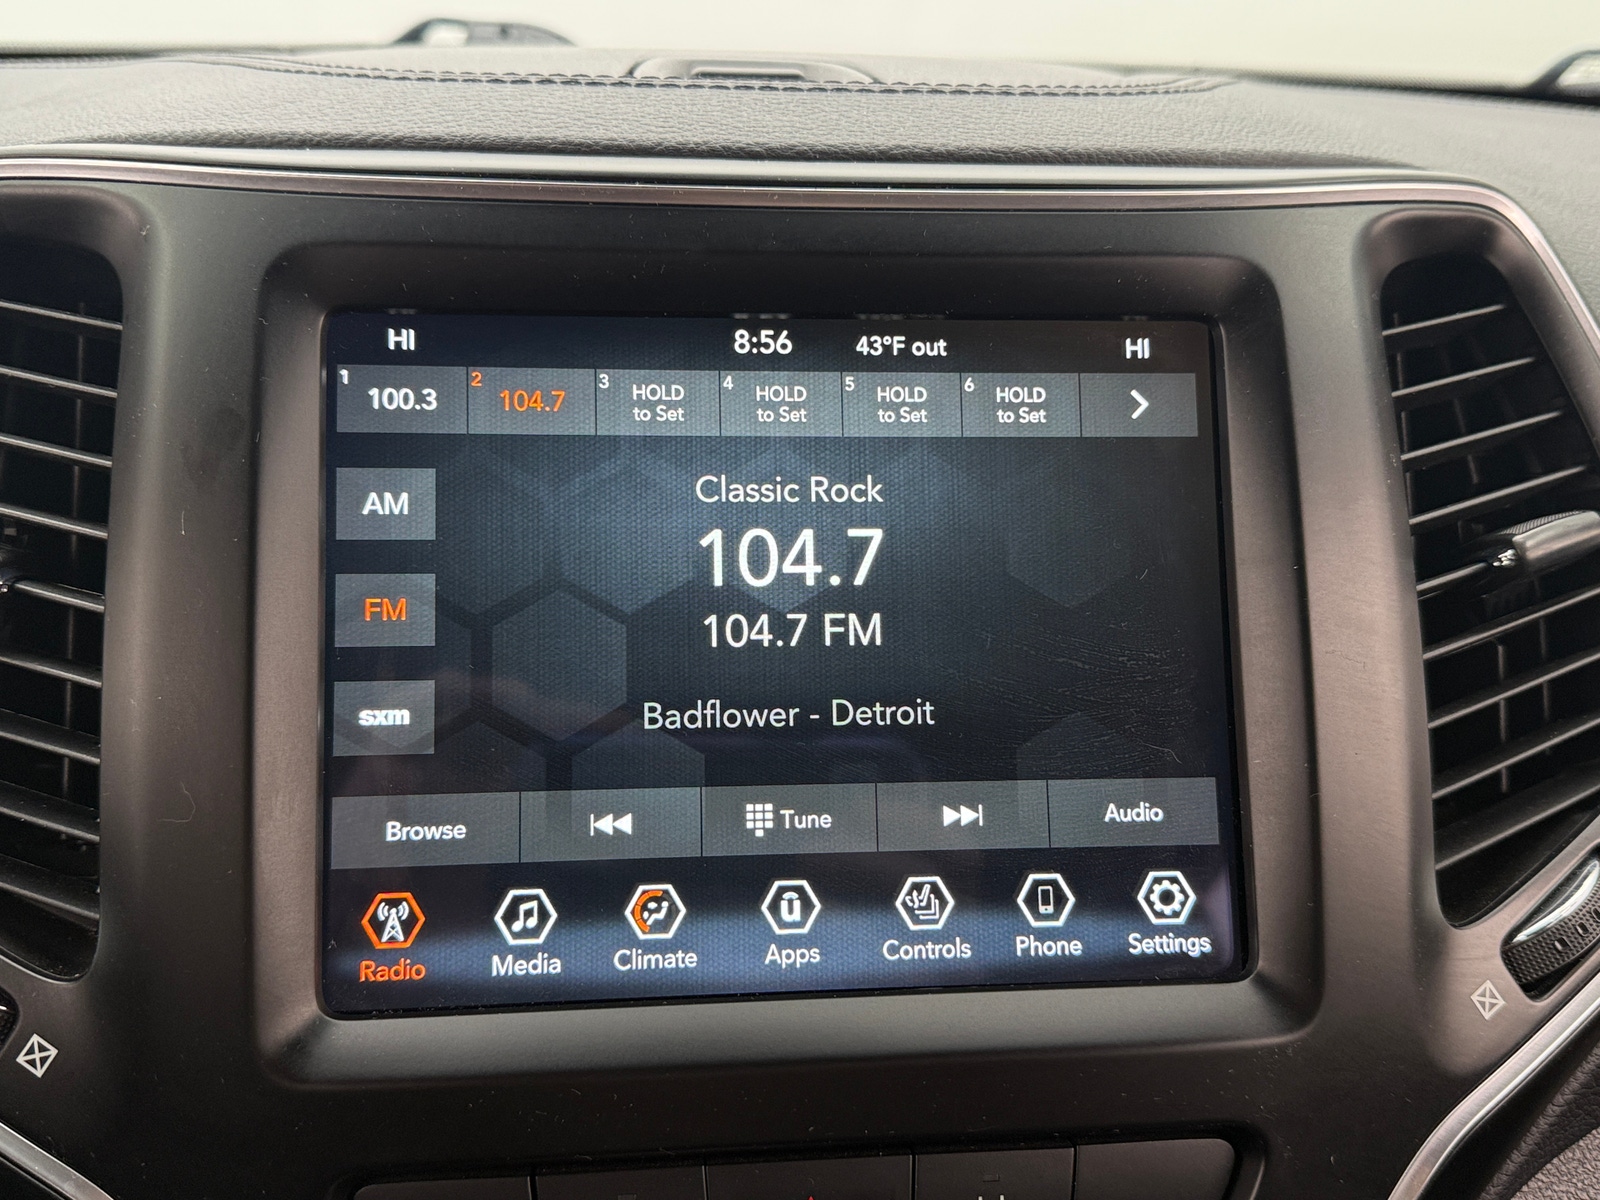 HI 8:56 43°F out HI
1 100.3 2 104.7 3 HOLD to Set 4 HOLD to Set 5 HOLD to Set 6 HOLD to Set
AM
Classic Rock
104.7
FM
104.7 FM
sxm
Badflower - Detroit
Browse Tune Audio
Radio Media Climate Apps Controls Phone Settings